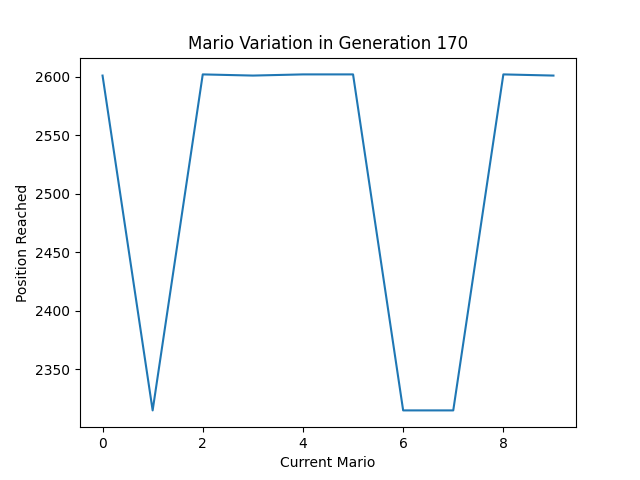 Mario Variation in Generation 170
2600
2550
2500
2450
2400
2350
Position Reached
0 2 4 6 8
Current Mario